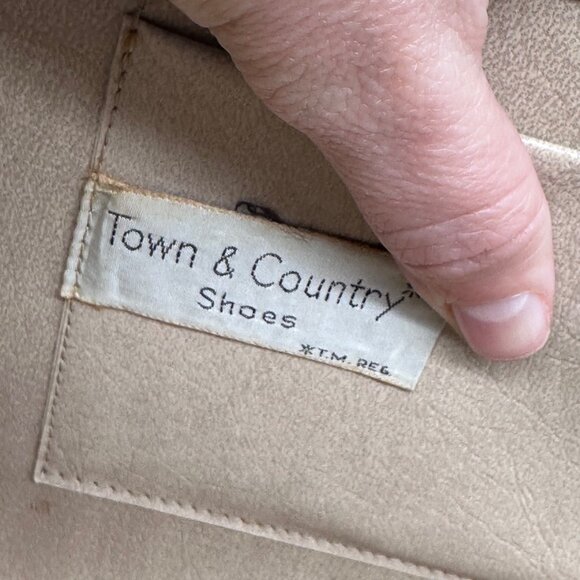 Town & Country*
Shoes
*T.M. REG.